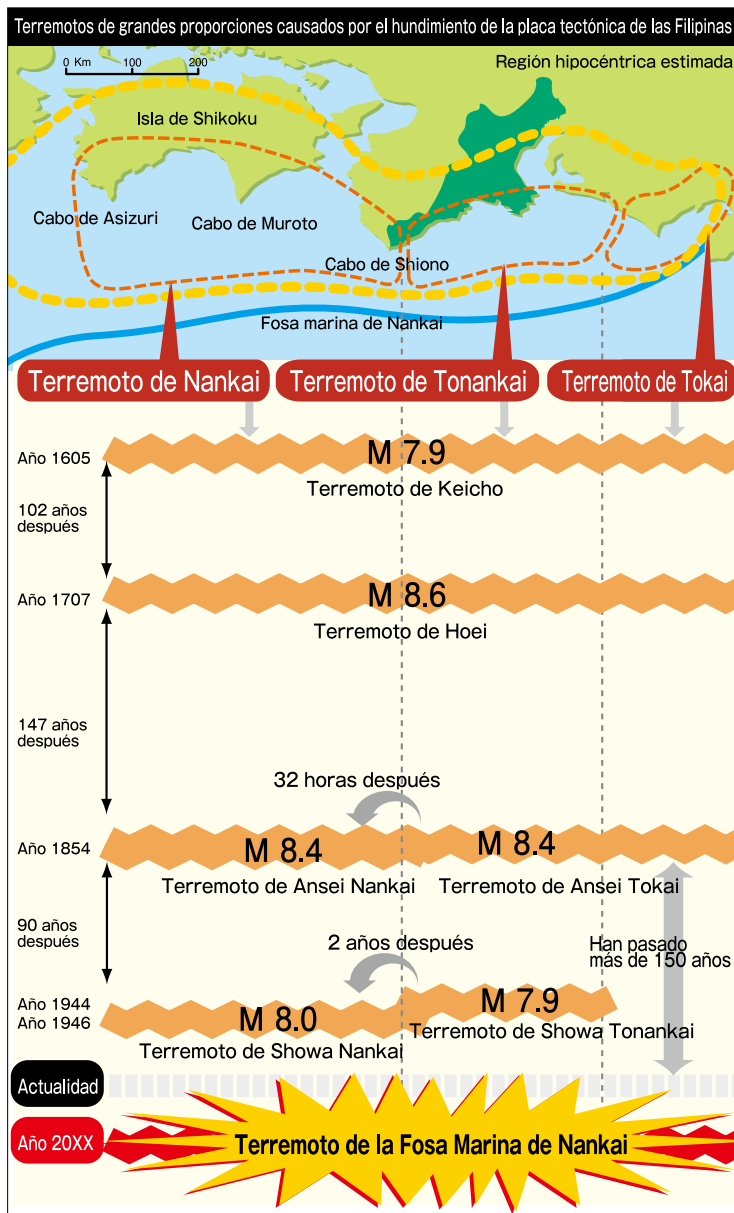 Terremotos de grandes proporciones causados por el hundimiento de la placa tectónica de las Filipinas
0 Km 100 200
Región hipocéntrica estimada
Isla de Shikoku
Cabo de Asizuri
Cabo de Muroto
Cabo de Shiono
Fosa marina de Nankai
Terremoto de Nankai
Terremoto de Tonankai
Terremoto de Tokai
Año 1605
M 7.9
Terremoto de Keicho
102 años
después
Año 1707
M 8.6
Terremoto de Hoei
147 años
después
32 horas después
Año 1854
M 8.4
M 8.4
Terremoto de Ansei Nankai
Terremoto de Ansei Tokai
90 años
después
2 años después
Han pasado
más de 150 años
Año 1944
Año 1946
M 8.0
M 7.9
Terremoto de Showa Nankai
Terremoto de Showa Tonankai
Actualidad
Año 20XX
Terremoto de la Fosa Marina de Nankai